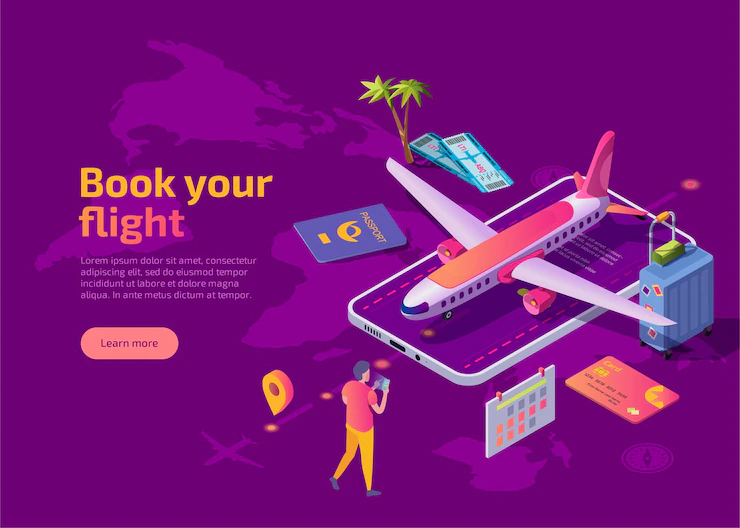 Book your
flight
Lorem ipsum dolor sit amet, consectetur
adipiscing elit, sed do eiusmod tempor
incididunt ut labore et dolore magna
aliqua. In ante metus dictum at tempor.
Learn more
PASSPORT
Card